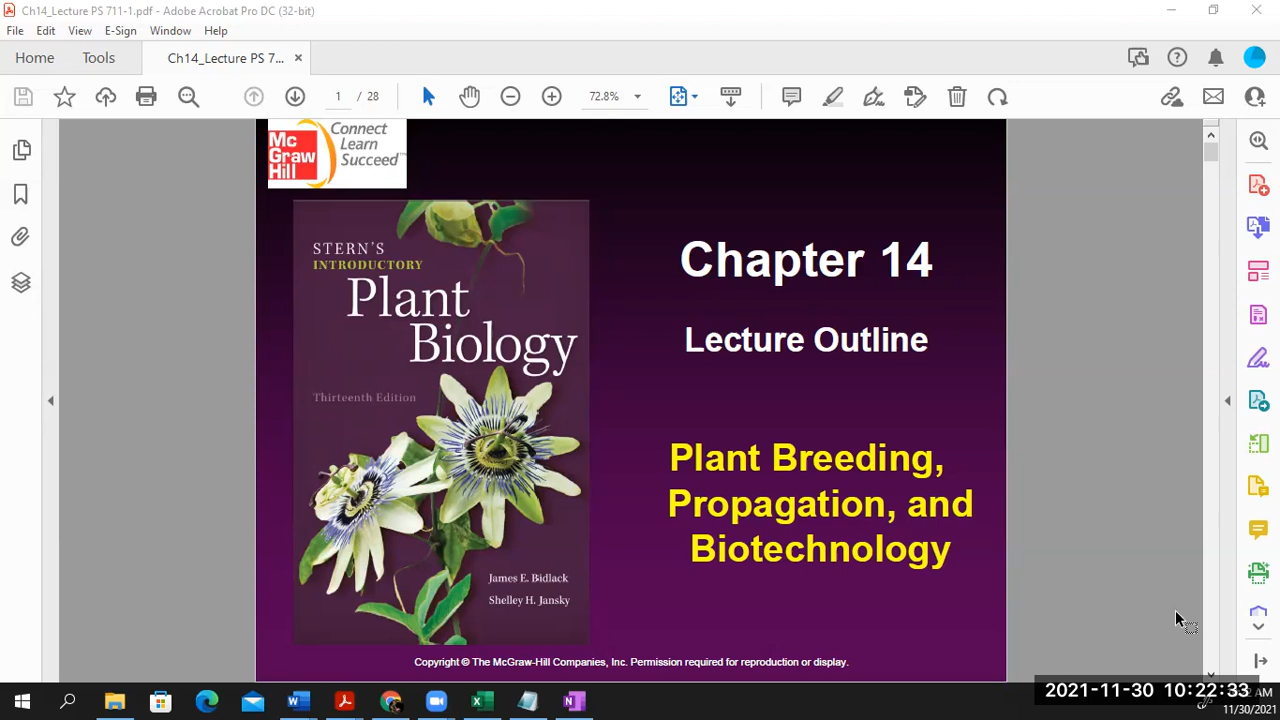 Ch14_Lecture PS 711-1.pdf - Adobe Acrobat Pro DC (32-bit)
File Edit View E-Sign Window Help
Home Tools Ch14_Lecture PS 7... ×
1 / 28 72.8%
Mc
Graw
Hill
Connect
Learn
Succeed™
STERN'S
INTRODUCTORY
Plant
Biology
Thirteenth Edition
James E. Bidlack
Shelley H. Jansky
Chapter 14
Lecture Outline
Plant Breeding,
Propagation, and
Biotechnology
Copyright © The McGraw-Hill Companies, Inc. Permission required for reproduction or display.
2021-11-30 10:22:33
AM
11/30/2021